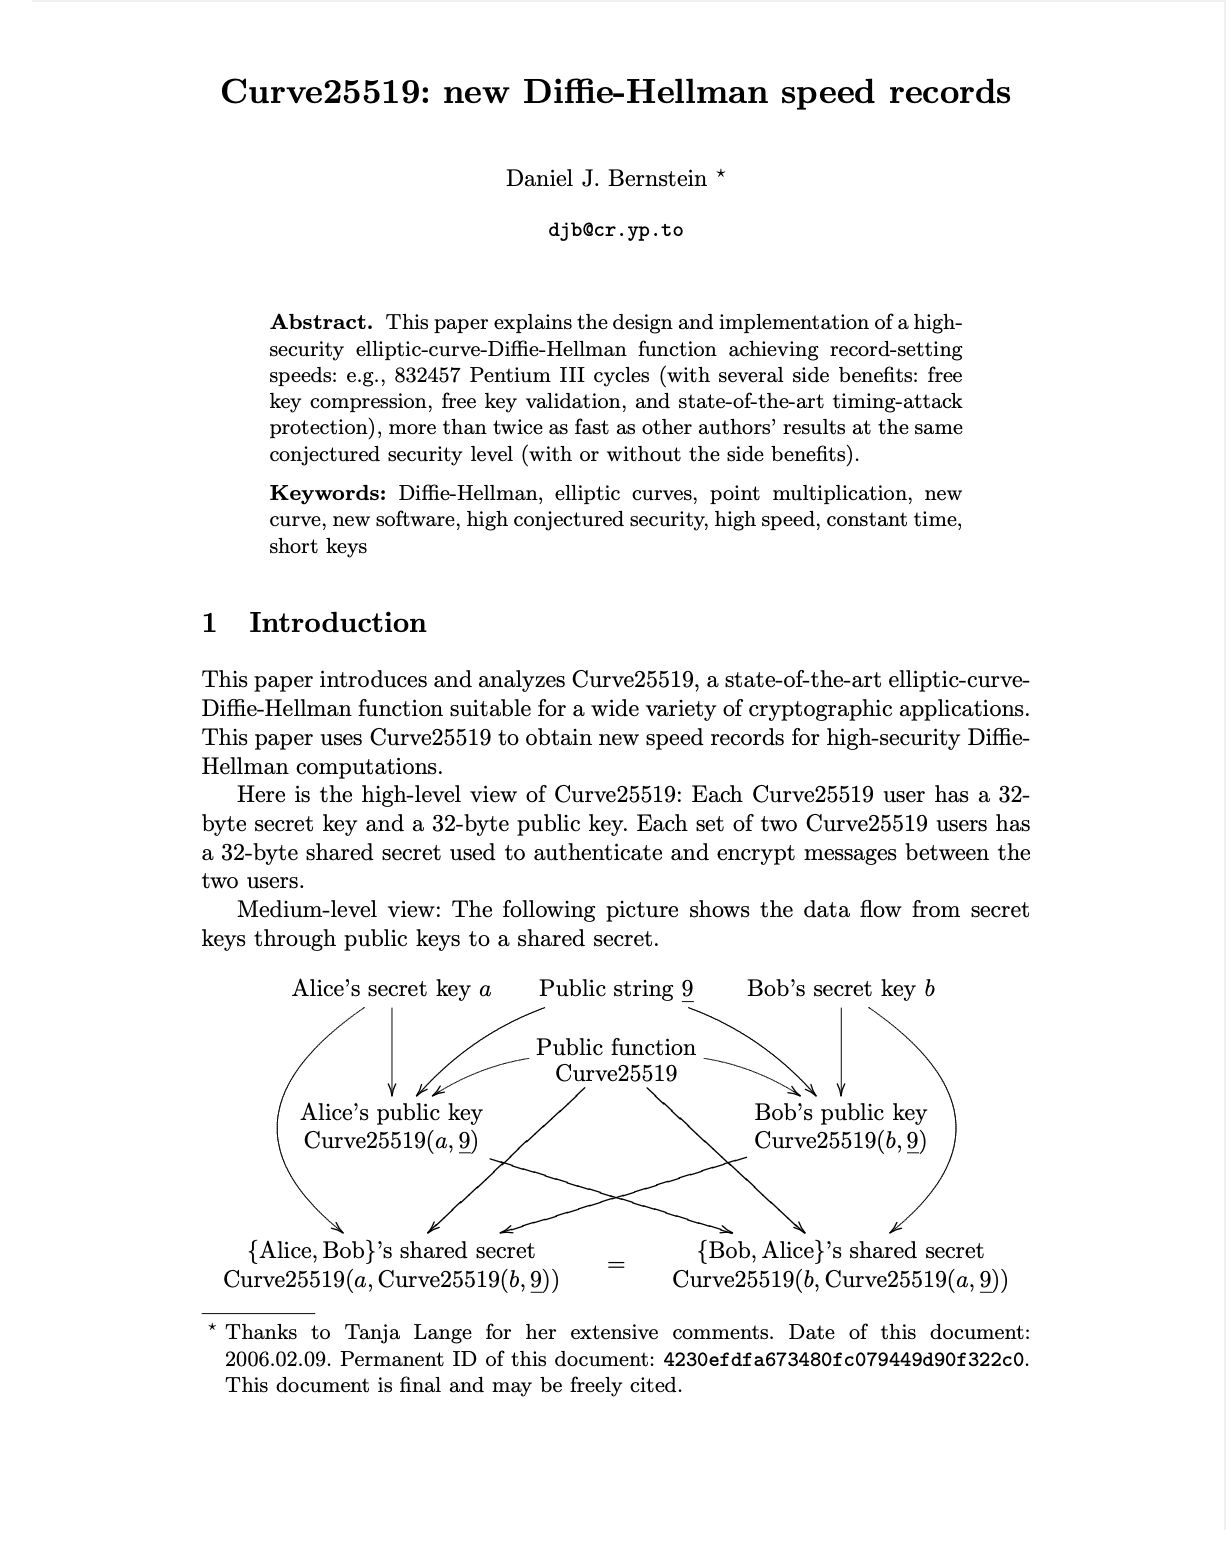 Curve25519: new Diffie-Hellman speed records
Daniel J. Bernstein ⋆
djb@cr.yp.to
Abstract. This paper explains the design and implementation of a high-
security elliptic-curve-Diffie-Hellman function achieving record-setting
speeds: e.g., 832457 Pentium III cycles (with several side benefits: free
key compression, free key validation, and state-of-the-art timing-attack
protection), more than twice as fast as other authors' results at the same
conjectured security level (with or without the side benefits).
Keywords: Diffie-Hellman, elliptic curves, point multiplication, new
curve, new software, high conjectured security, high speed, constant time,
short keys
1 Introduction
This paper introduces and analyzes Curve25519, a state-of-the-art elliptic-curve-
Diffie-Hellman function suitable for a wide variety of cryptographic applications.
This paper uses Curve25519 to obtain new speed records for high-security Diffie-
Hellman computations.
Here is the high-level view of Curve25519: Each Curve25519 user has a 32-
byte secret key and a 32-byte public key. Each set of two Curve25519 users has
a 32-byte shared secret used to authenticate and encrypt messages between the
two users.
Medium-level view: The following picture shows the data flow from secret
keys through public keys to a shared secret.
Alice's secret key a Public string 9 Bob's secret key b
Public function
Curve25519
Alice's public key Bob's public key
Curve25519(a, 9) Curve25519(b, 9)
{Alice, Bob}'s shared secret {Bob, Alice}'s shared secret
=
Curve25519(a, Curve25519(b, 9)) Curve25519(b, Curve25519(a, 9))
⋆ Thanks to Tanja Lange for her extensive comments. Date of this document:
2006.02.09. Permanent ID of this document: 4230efdfa673480fc079449d90f322c0.
This document is final and may be freely cited.